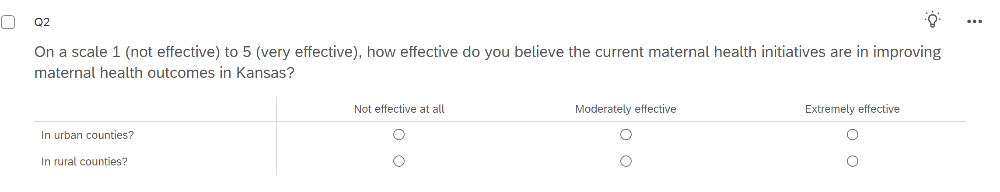 Q2
On a scale 1 (not effective) to 5 (very effective), how effective do you believe the current maternal health initiatives are in improving
maternal health outcomes in Kansas?
Not effective at all Moderately effective Extremely effective
In urban counties?
In rural counties?